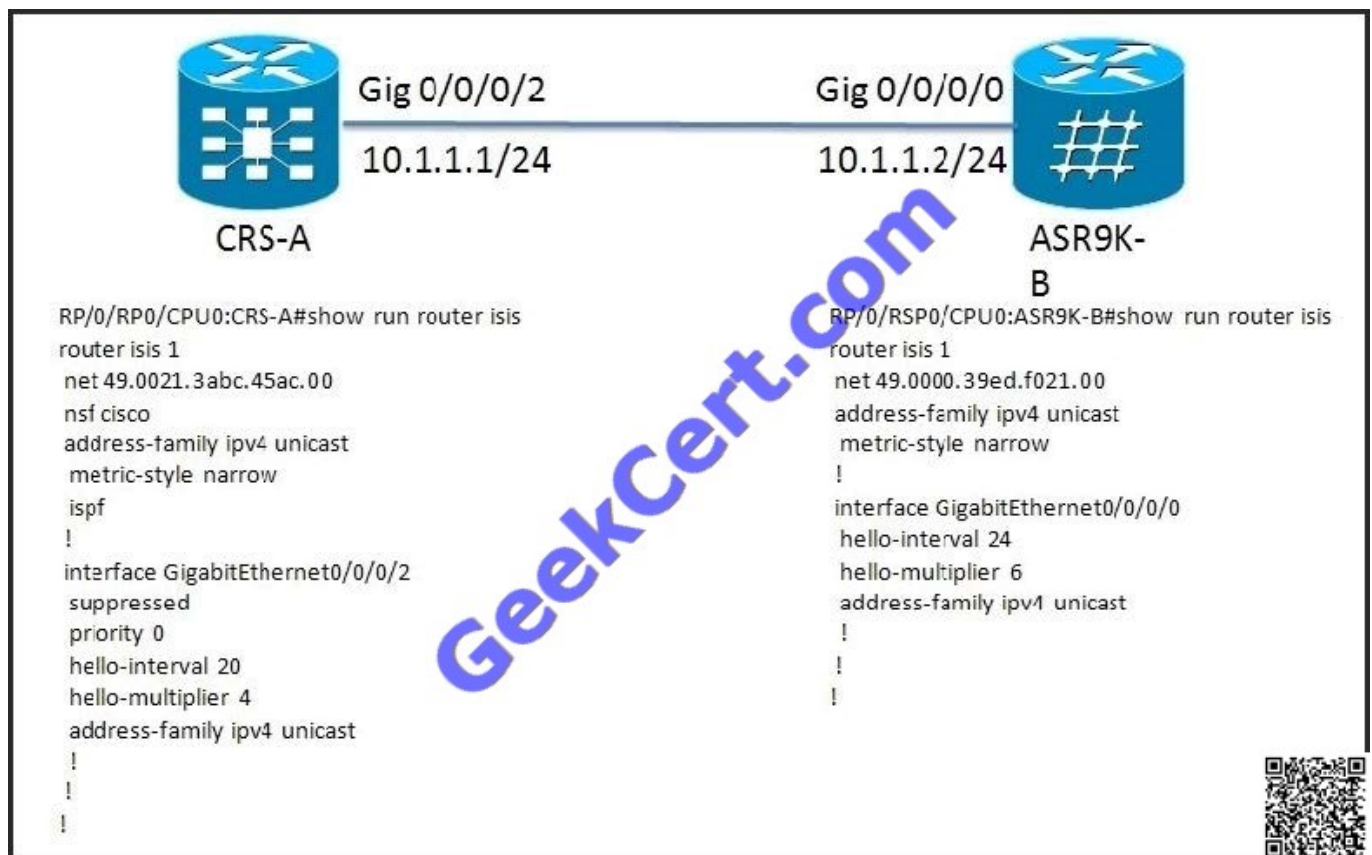 Gig 0/0/0/2
10.1.1.1/24
Gig 0/0/0/0
10.1.1.2/24
CRS-A
ASR9K-
B
RP/0/RP0/CPU0:CRS-A#show run router isis
router isis 1
net 49.0021.3abc.45ac.00
nsf cisco
address-family ipv4 unicast
metric-style narrow
ispf
!
interface GigabitEthernet0/0/0/2
suppressed
priority 0
hello-interval 20
hello-multiplier 4
address-family ipv4 unicast
!
!
!
RP/0/RSP0/CPU0:ASR9K-B#show run router isis
router isis 1
net 49.0000.39ed.f021.00
address-family ipv4 unicast
metric-style narrow
!
interface GigabitEthernet0/0/0/0
hello-interval 24
hello-multiplier 6
address-family ipv4 unicast
!
!
!
GeekCert.com